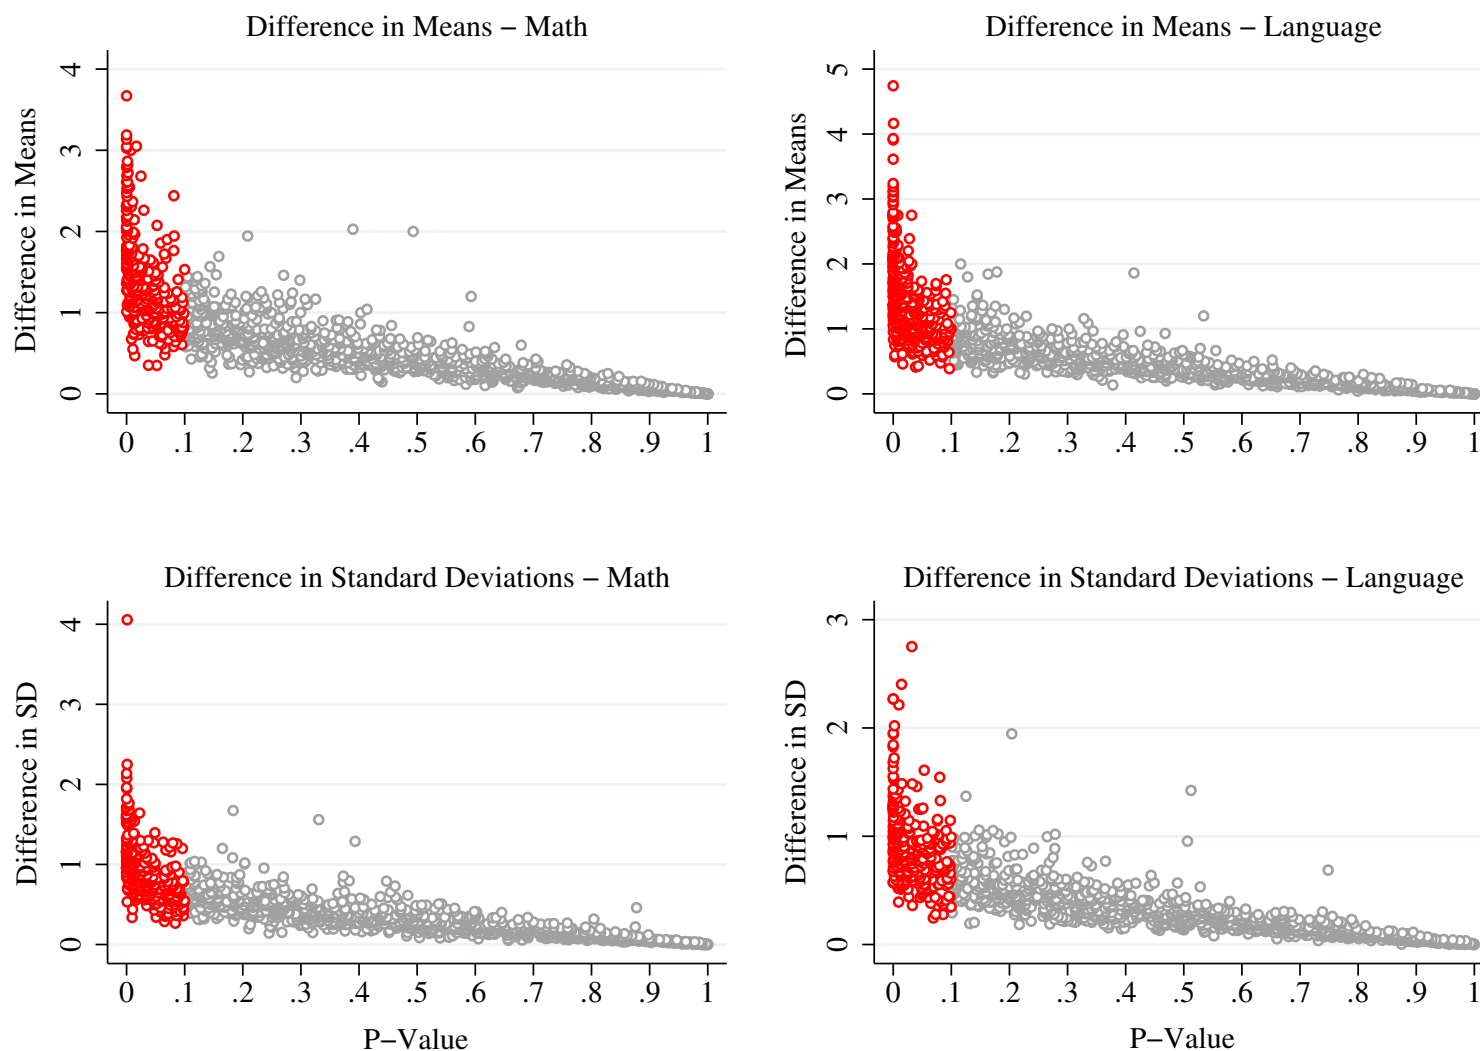 Difference in Means – Math
Difference in Means
4
3
2
1
0
0 .1 .2 .3 .4 .5 .6 .7 .8 .9 1
Difference in Means – Language
Difference in Means
5
4
3
2
1
0
0 .1 .2 .3 .4 .5 .6 .7 .8 .9 1
Difference in Standard Deviations – Math
Difference in SD
4
3
2
1
0
0 .1 .2 .3 .4 .5 .6 .7 .8 .9 1
P–Value
Difference in Standard Deviations – Language
Difference in SD
3
2
1
0
0 .1 .2 .3 .4 .5 .6 .7 .8 .9 1
P–Value